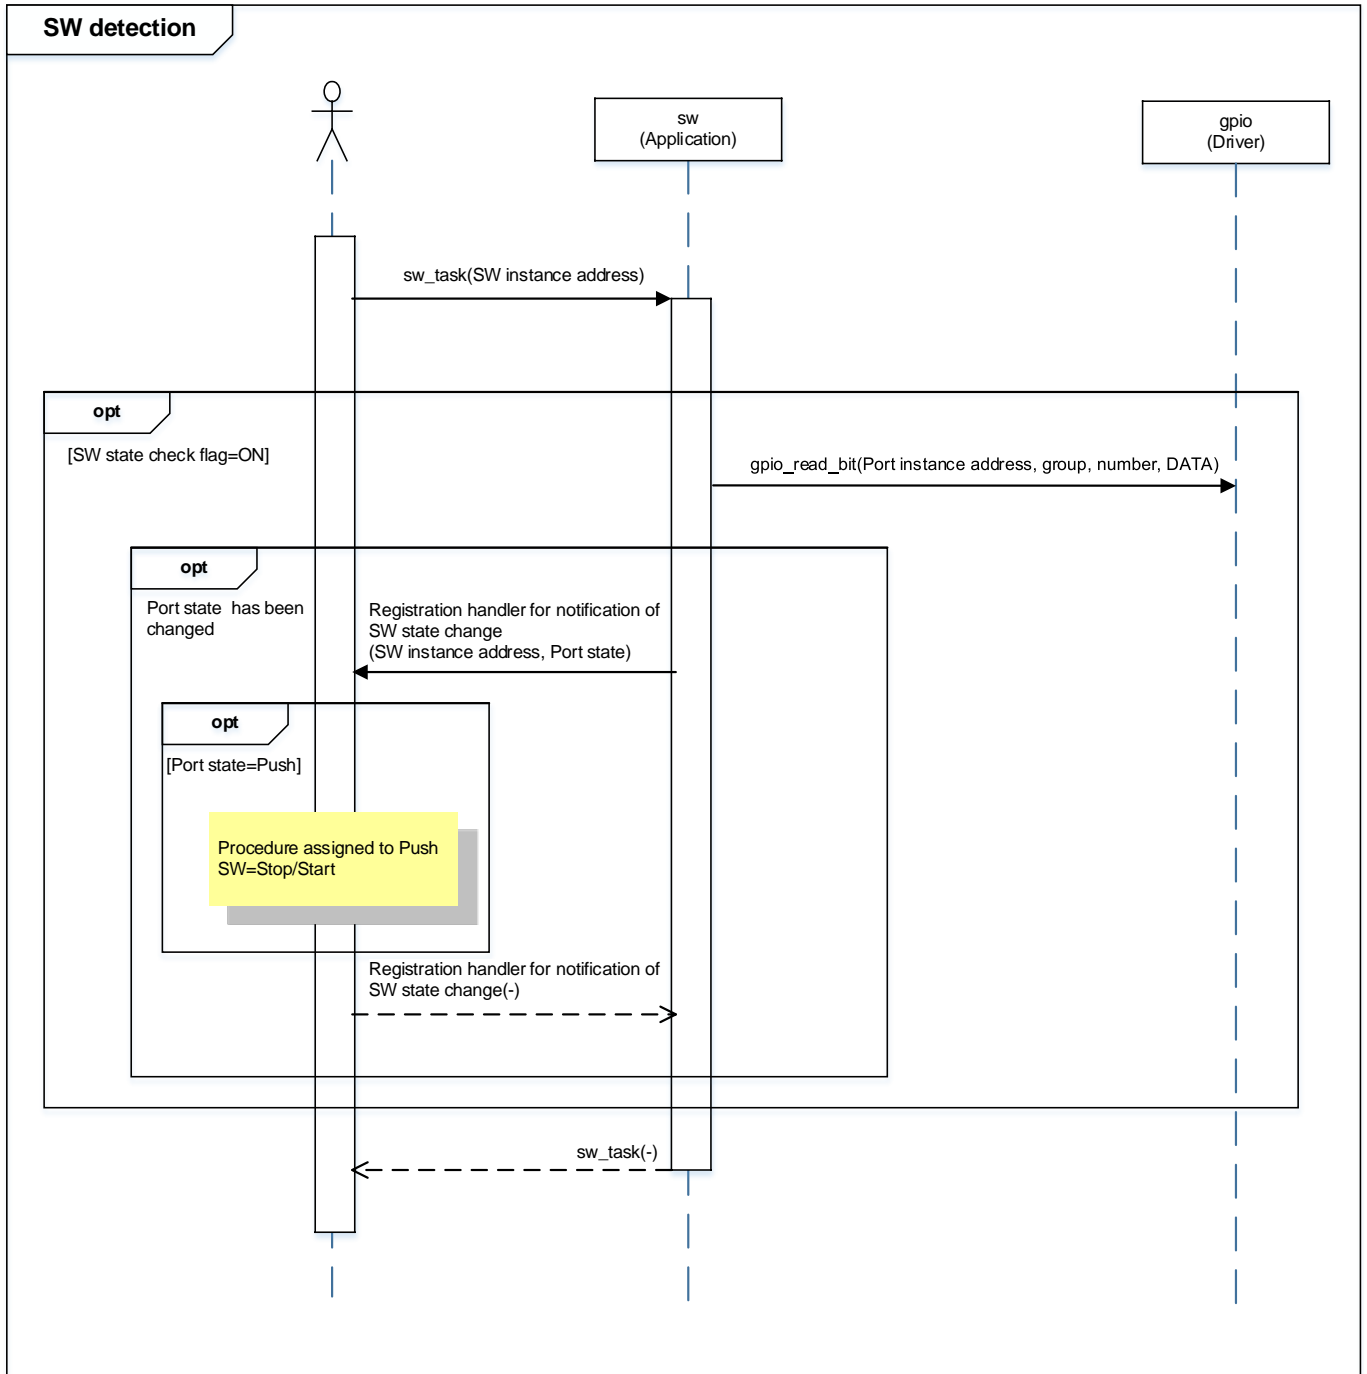 SW detection
sw
(Application)
gpio
(Driver)
sw_task(SW instance address)
opt
[SW state check flag=ON]
gpio_read_bit(Port instance address, group, number, DATA)
opt
Port state  has been
changed
Registration handler for notification of
SW state change
(SW instance address, Port state)
opt
[Port state=Push]
Procedure assigned to Push
SW=Stop/Start
Registration handler for notification of
SW state change(-)
sw_task(-)